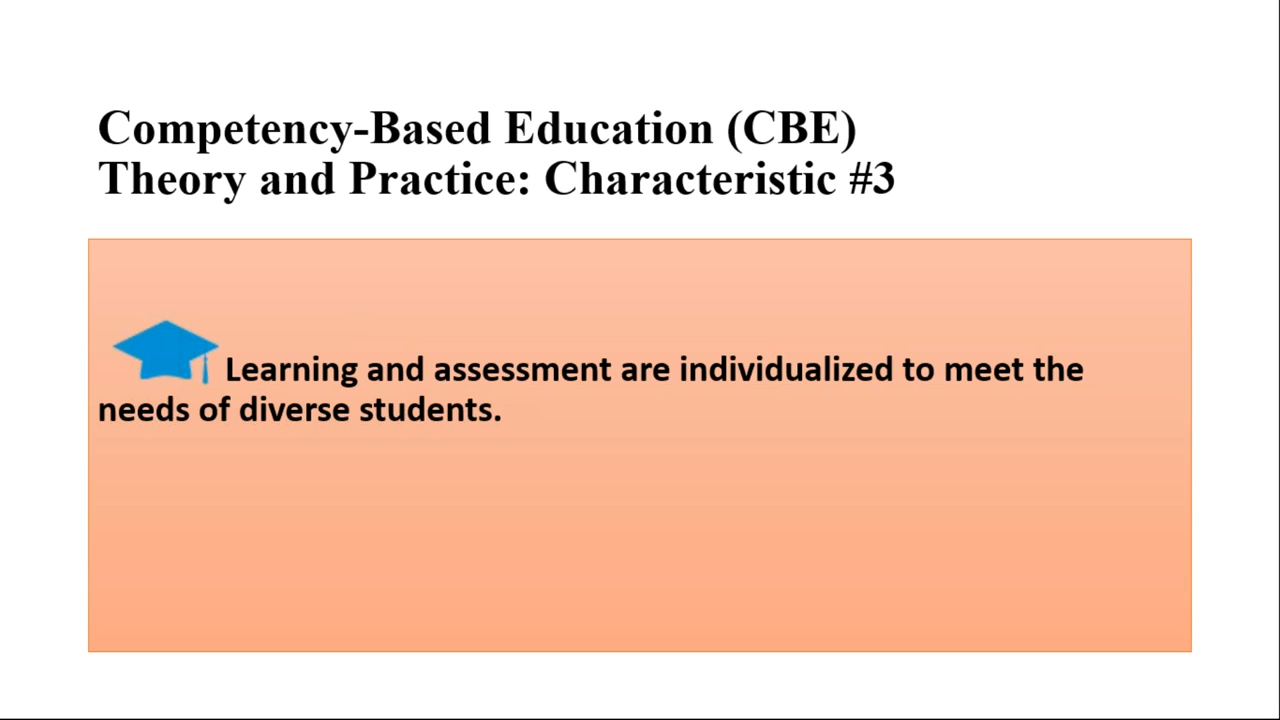 Competency-Based Education (CBE)
Theory and Practice: Characteristic #3
Learning and assessment are individualized to meet the
needs of diverse students.